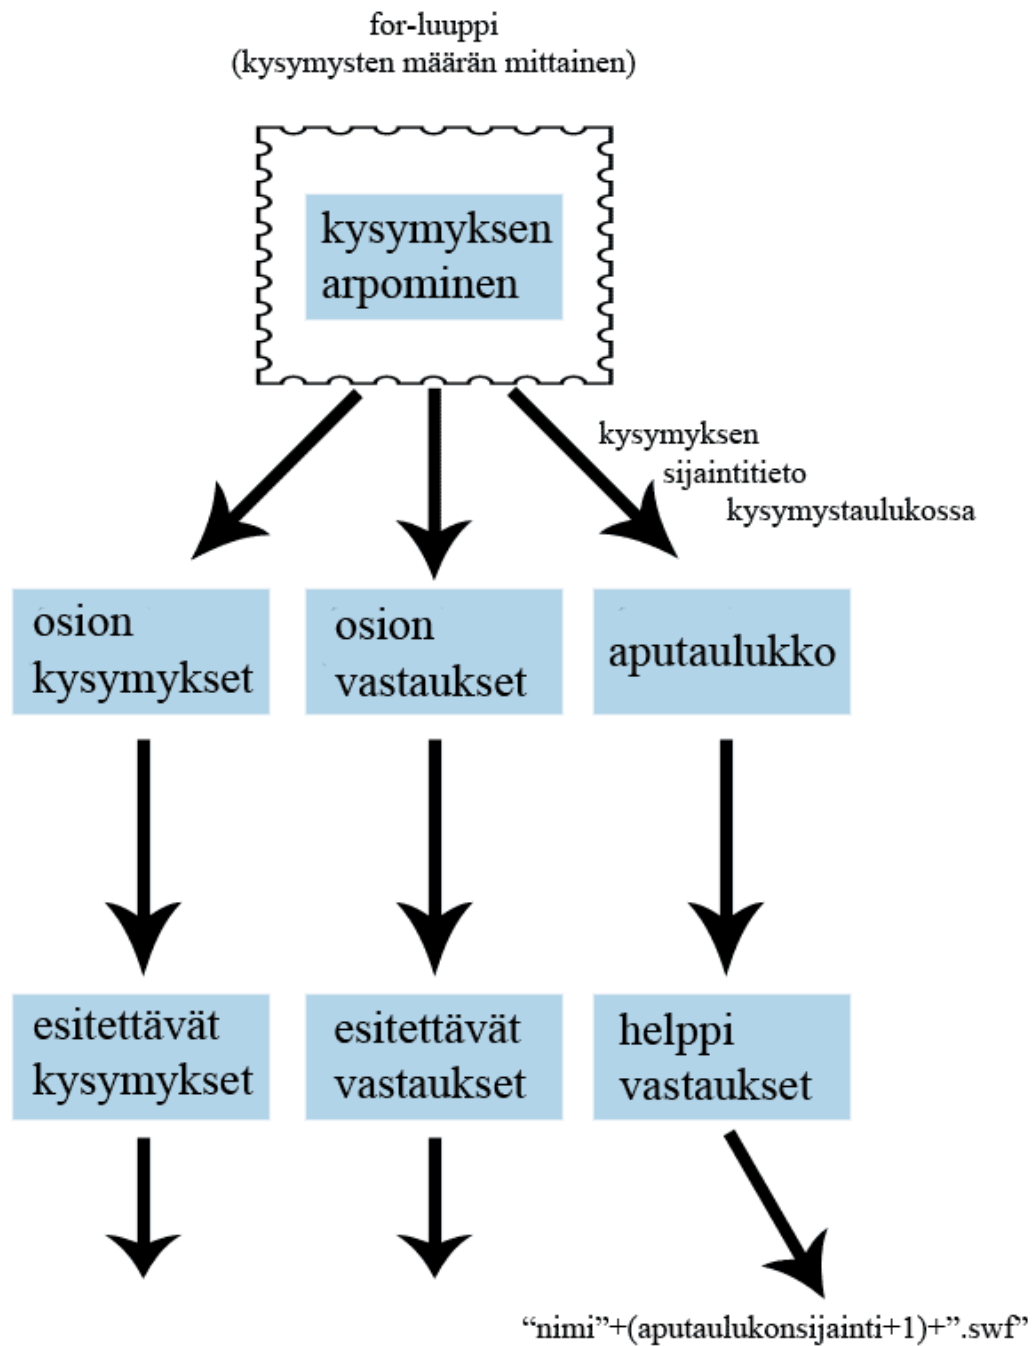 for-luuppi
(kysymysten määrän mittainen)
kysymyksen
arpominen
kysymyksen
sijaintitieto
kysymystaulukossa
osion
kysymykset
osion
vastaukset
aputaulukko
esitettävät
kysymykset
esitettävät
vastaukset
helppi
vastaukset
“nimi”+(aputaulukonsijainti+1)+”.swf”